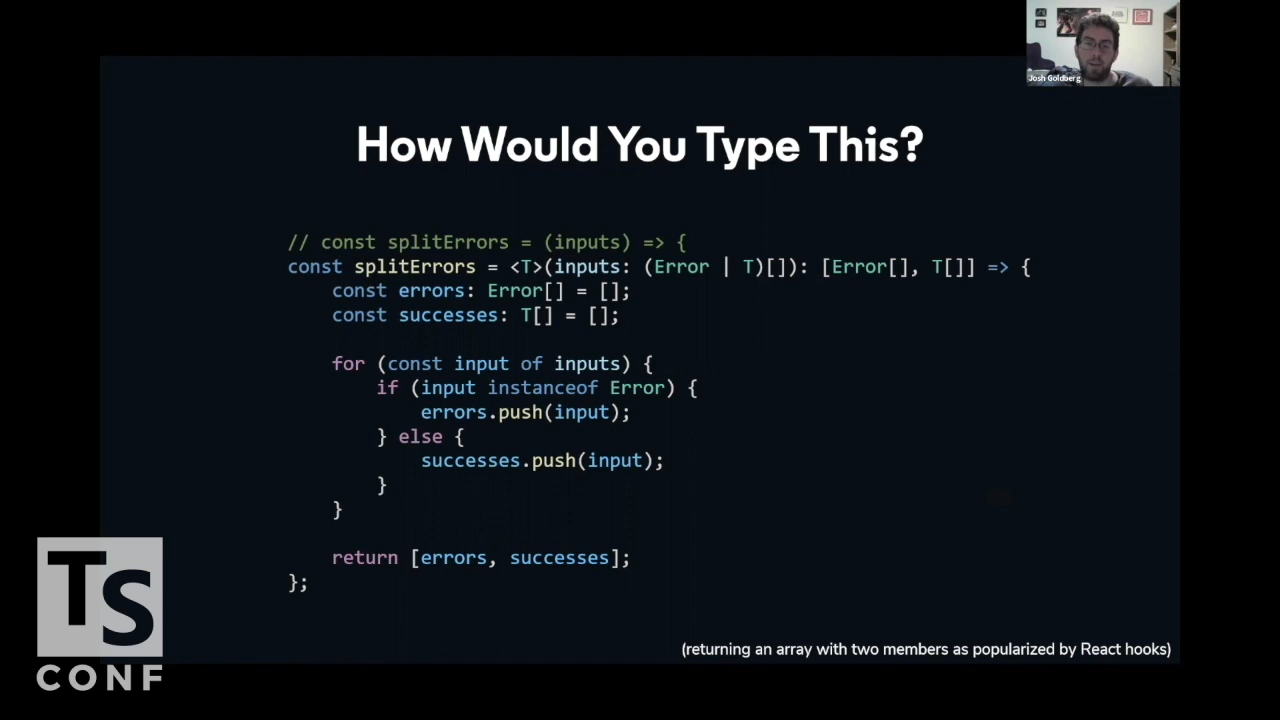 Josh Goldberg
How Would You Type This?
// const splitErrors = (inputs) => {
const splitErrors = <T>(inputs: (Error | T)[]): [Error[], T[]] => {
    const errors: Error[] = [];
    const successes: T[] = [];

    for (const input of inputs) {
        if (input instanceof Error) {
            errors.push(input);
        } else {
            successes.push(input);
        }
    }

    return [errors, successes];
};
(returning an array with two members as popularized by React hooks)
TS
CONF